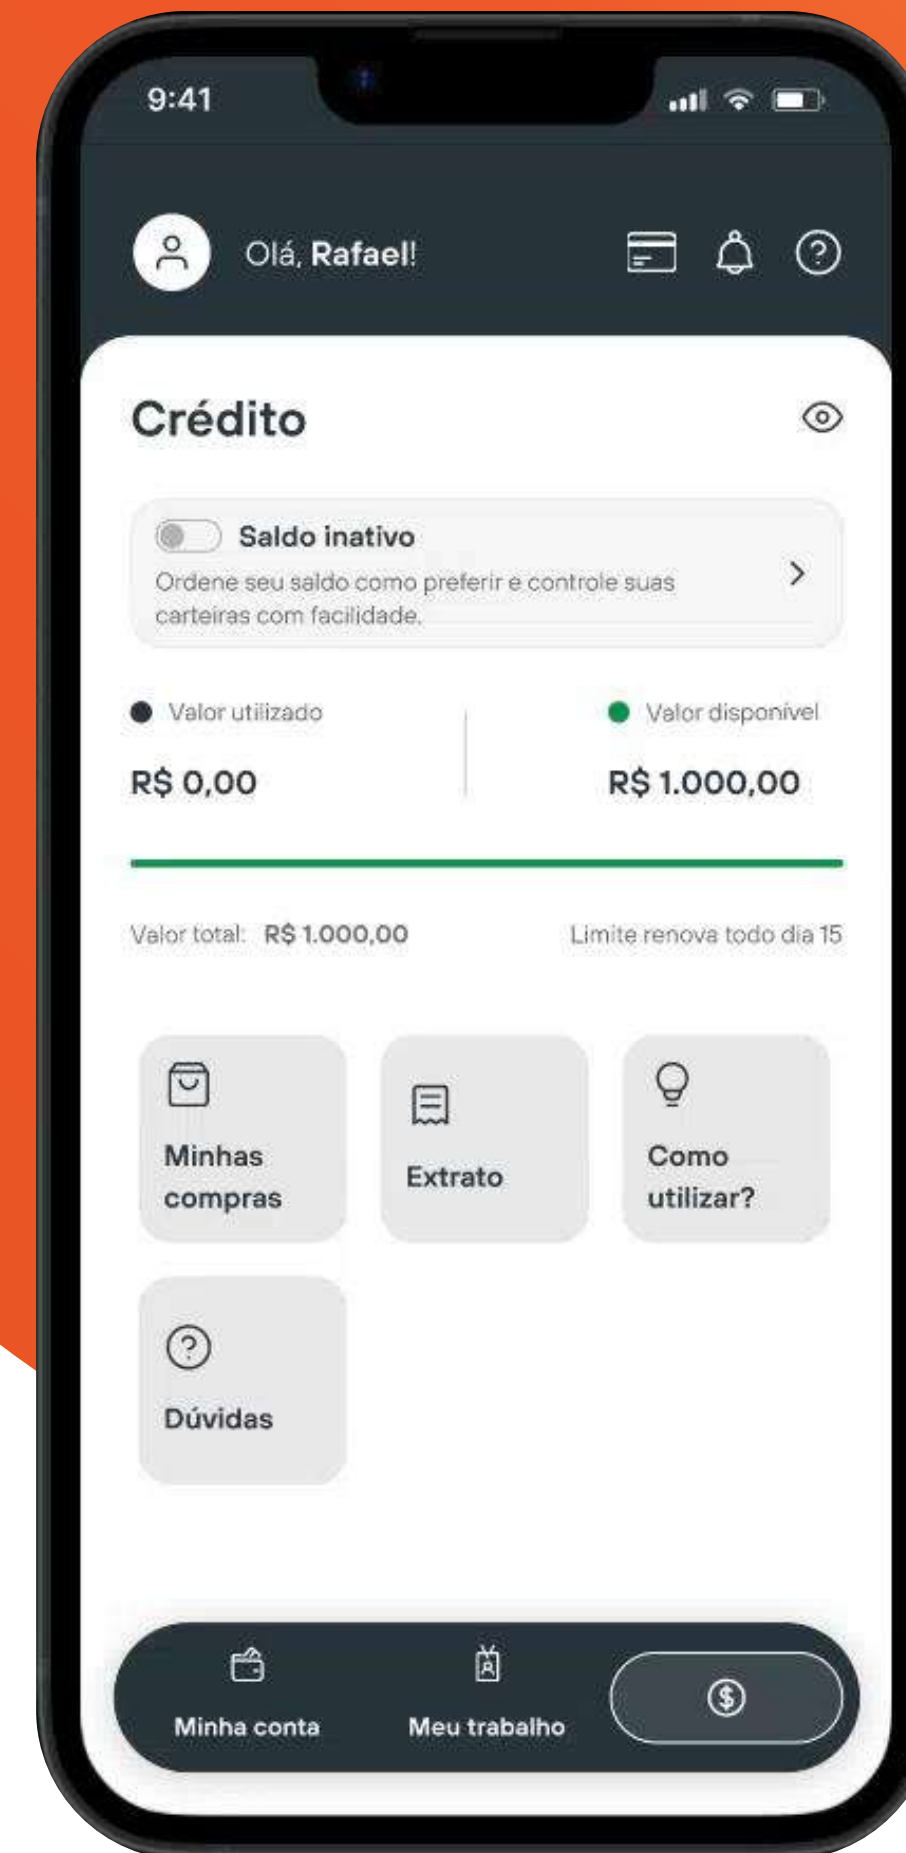 9:41
Olá, Rafael!
Crédito
Saldo inativo
Ordene seu saldo como preferir e controle suas
carteiras com facilidade.
Valor utilizado
Valor disponível
R$ 0,00
R$ 1.000,00
Valor total: R$ 1.000,00
Limite renova todo dia 15
Minhas
compras
Extrato
Como
utilizar?
Dúvidas
Minha conta
Meu trabalho